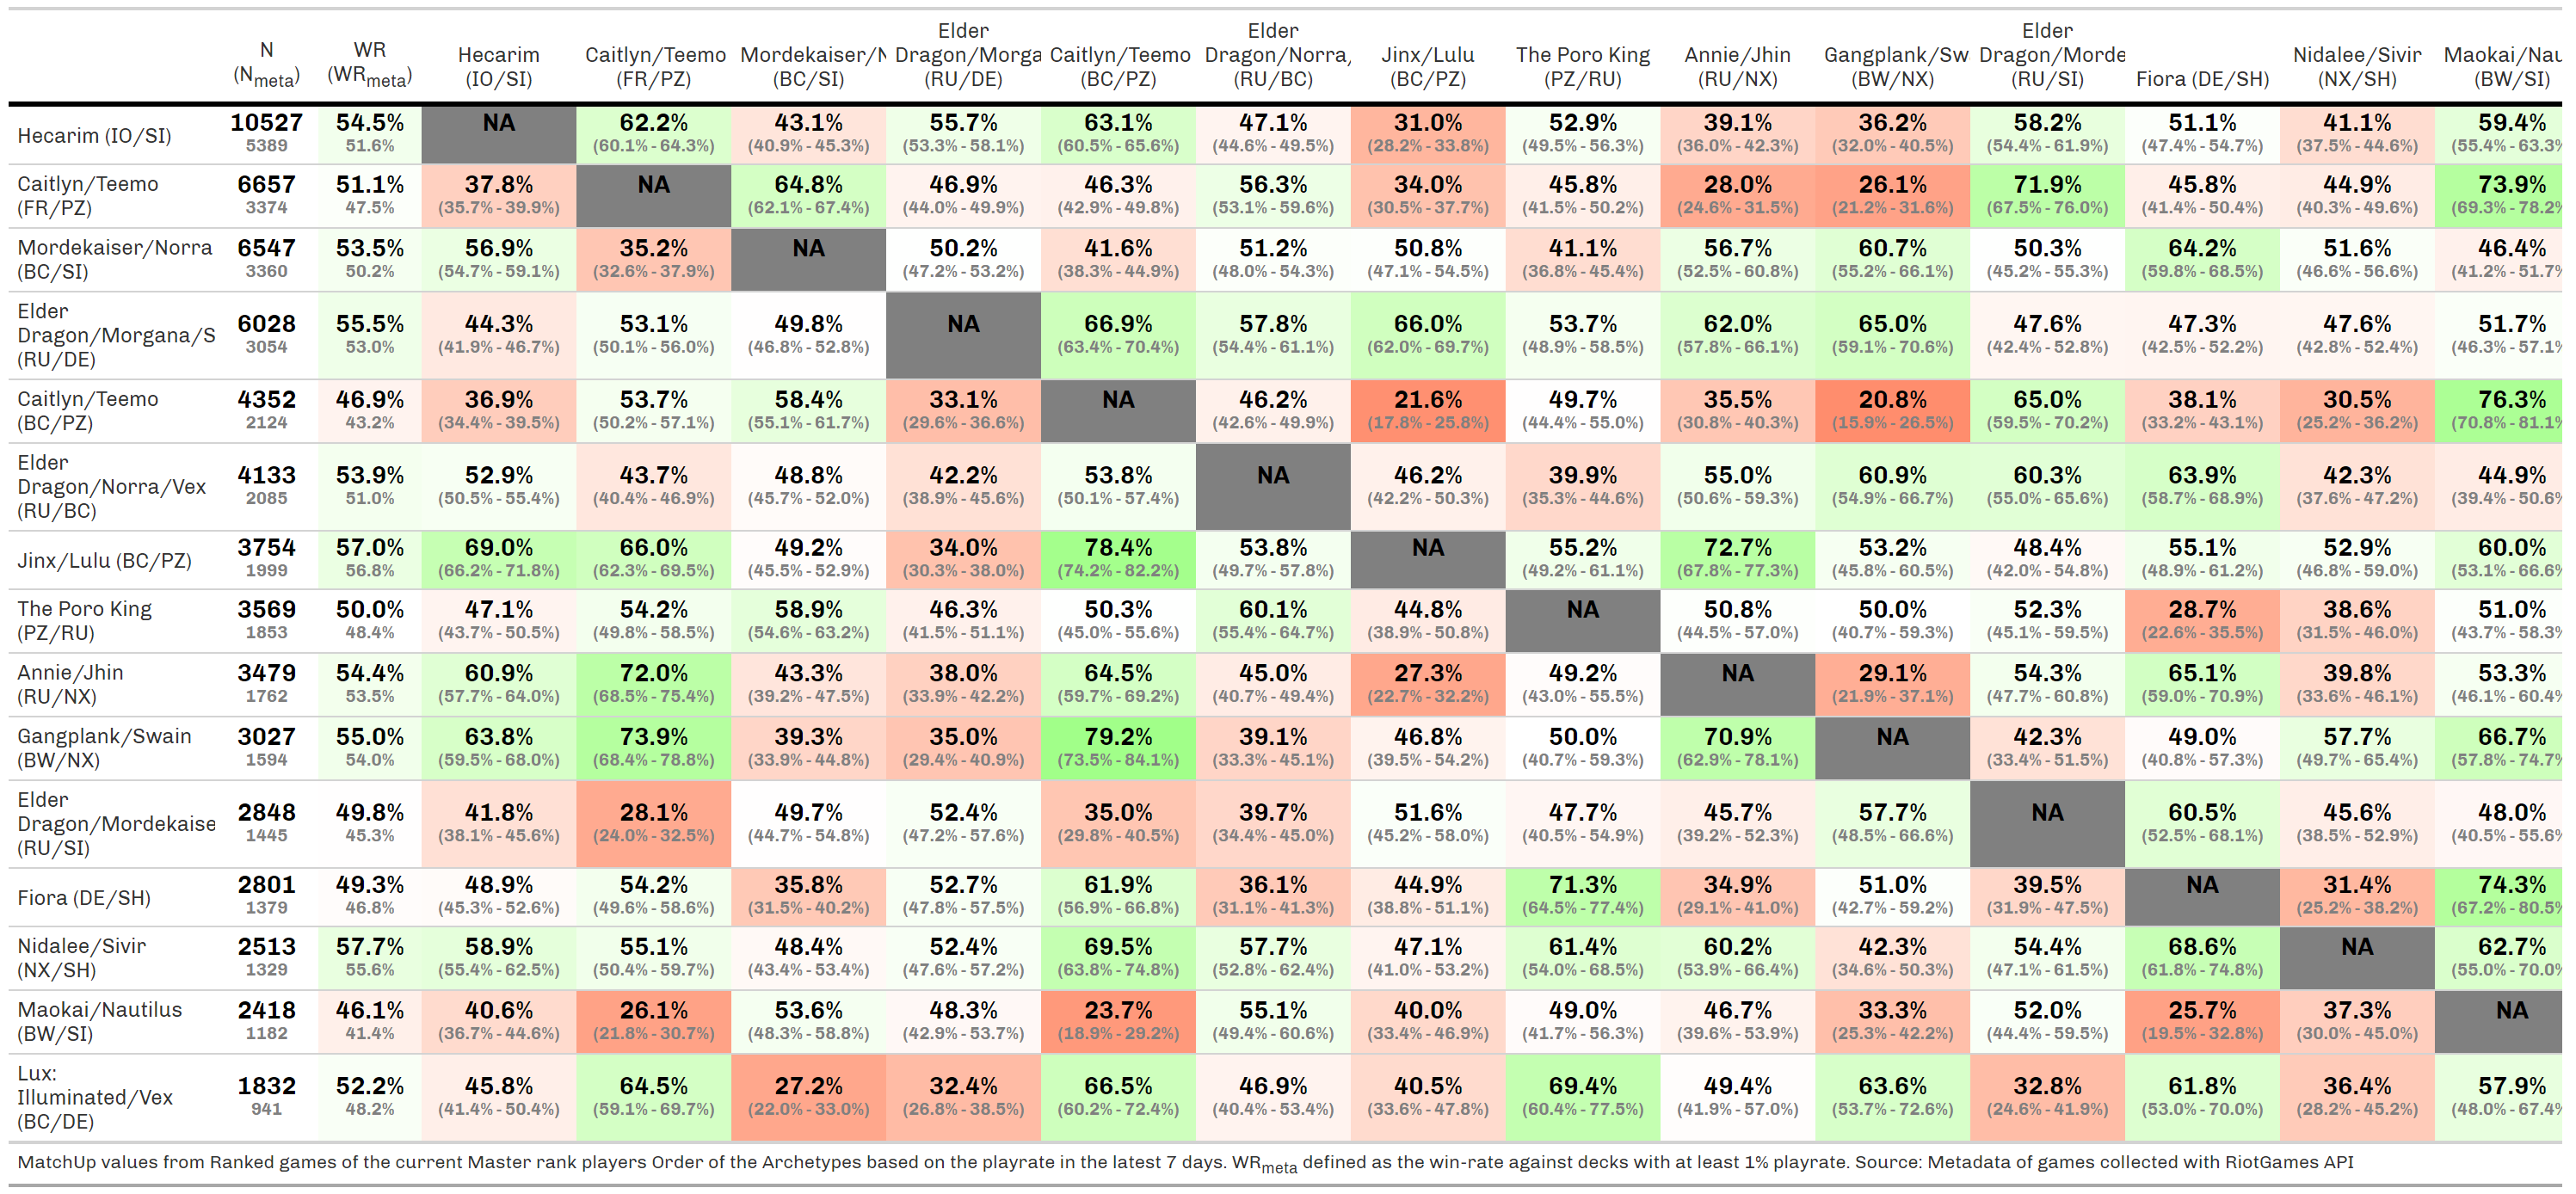 N (N meta) WR (WR meta) Hecarim (IO/SI) Caitlyn/Teemo (FR/PZ) Mordekaiser/N (BC/SI) Elder Dragon/Morga (RU/DE) Caitlyn/Teemo (BC/PZ) Elder Dragon/Norra, (RU/BC) Jinx/Lulu (BC/PZ) The Poro King (PZ/RU) Annie/Jhin (RU/NX) Gangplank/Sw (BW/NX) Elder Dragon/Morde (RU/SI) Fiora (DE/SH) Nidalee/Sivir (NX/SH) Maokai/Nau (BW/SI)
Hecarim (IO/SI) 10527 54.5% NA 62.2% 43.1% 55.7% 63.1% 47.1% 31.0% 52.9% 39.1% 36.2% 58.2% 51.1% 41.1% 59.4%
5389 51.6% (60.1% - 64.3%) (40.9% - 45.3%) (53.3% - 58.1%) (60.5% - 65.6%) (44.6% - 49.5%) (28.2% - 33.8%) (49.5% - 56.3%) (36.0% - 42.3%) (32.0% - 40.5%) (54.4% - 61.9%) (47.4% - 54.7%) (37.5% - 44.6%) (55.4% - 63.3%
Caitlyn/Teemo 6657 51.1% 37.8% NA 64.8% 46.9% 46.3% 56.3% 34.0% 45.8% 28.0% 26.1% 71.9% 45.8% 44.9% 73.9%
(FR/PZ) 3374 47.5% (35.7% - 39.9%) (62.1% - 67.4%) (44.0% - 49.9%) (42.9% - 49.8%) (53.1% - 59.6%) (30.5% - 37.7%) (41.5% - 50.2%) (24.6% - 31.5%) (21.2% - 31.6%) (67.5% - 76.0%) (41.4% - 50.4%) (40.3% - 49.6%) (69.3% - 78.2%
Mordekaiser/Norra 6547 53.5% 56.9% 35.2% NA 50.2% 41.6% 51.2% 50.8% 41.1% 56.7% 60.7% 50.3% 64.2% 51.6% 46.4%
(BC/SI) 3360 50.2% (54.7% - 59.1%) (32.6% - 37.9%) (47.2% - 53.2%) (38.3% - 44.9%) (48.0% - 54.3%) (47.1% - 54.5%) (36.8% - 45.4%) (52.5% - 60.8%) (55.2% - 66.1%) (45.2% - 55.3%) (59.8% - 68.5%) (46.6% - 56.6%) (41.2% - 51.7%
Elder
Dragon/Morgana/S 6028 55.5% 44.3% 53.1% 49.8% NA 66.9% 57.8% 66.0% 53.7% 62.0% 65.0% 47.6% 47.3% 47.6% 51.7%
(RU/DE) 3054 53.0% (41.9% - 46.7%) (50.1% - 56.0%) (46.8% - 52.8%) (63.4% - 70.4%) (54.4% - 61.1%) (62.0% - 69.7%) (48.9% - 58.5%) (57.8% - 66.1%) (59.1% - 70.6%) (42.4% - 52.8%) (42.5% - 52.2%) (42.8% - 52.4%) (46.3% - 57.1%
Caitlyn/Teemo 4352 46.9% 36.9% 53.7% 58.4% 33.1% NA 46.2% 21.6% 49.7% 35.5% 20.8% 65.0% 38.1% 30.5% 76.3%
(BC/PZ) 2124 43.2% (34.4% - 39.5%) (50.2% - 57.1%) (55.1% - 61.7%) (29.6% - 36.6%) (42.6% - 49.9%) (17.8% - 25.8%) (44.4% - 55.0%) (30.8% - 40.3%) (15.9% - 26.5%) (59.5% - 70.2%) (33.2% - 43.1%) (25.2% - 36.2%) (70.8% - 81.1%
Elder
Dragon/Norra/Vex 4133 53.9% 52.9% 43.7% 48.8% 42.2% 53.8% NA 46.2% 39.9% 55.0% 60.9% 60.3% 63.9% 42.3% 44.9%
(RU/BC) 2085 51.0% (50.5% - 55.4%) (40.4% - 46.9%) (45.7% - 52.0%) (38.9% - 45.6%) (50.1% - 57.4%) (42.2% - 50.3%) (35.3% - 44.6%) (50.6% - 59.3%) (54.9% - 66.7%) (55.0% - 65.6%) (58.7% - 68.9%) (37.6% - 47.2%) (39.4% - 50.6%
Jinx/Lulu (BC/PZ) 3754 57.0% 69.0% 66.0% 49.2% 34.0% 78.4% 53.8% NA 55.2% 72.7% 53.2% 48.4% 55.1% 52.9% 60.0%
1999 56.8% (66.2% - 71.8%) (62.3% - 69.5%) (45.5% - 52.9%) (30.3% - 38.0%) (74.2% - 82.2%) (49.7% - 57.8%) (49.2% - 61.1%) (67.8% - 77.3%) (45.8% - 60.5%) (42.0% - 54.8%) (48.9% - 61.2%) (46.8% - 59.0%) (53.1% - 66.6%
The Poro King 3569 50.0% 47.1% 54.2% 58.9% 46.3% 50.3% 60.1% 44.8% NA 50.8% 50.0% 52.3% 28.7% 38.6% 51.0%
(PZ/RU) 1853 48.4% (43.7% - 50.5%) (49.8% - 58.5%) (54.6% - 63.2%) (41.5% - 51.1%) (45.0% - 55.6%) (55.4% - 64.7%) (38.9% - 50.8%) (44.5% - 57.0%) (40.7% - 59.3%) (45.1% - 59.5%) (22.6% - 35.5%) (31.5% - 46.0%) (43.7% - 58.3%
Annie/Jhin 3479 54.4% 60.9% 72.0% 43.3% 38.0% 64.5% 45.0% 27.3% 49.2% NA 29.1% 54.3% 65.1% 39.8% 53.3%
(RU/NX) 1762 53.5% (57.7% - 64.0%) (68.5% - 75.4%) (39.2% - 47.5%) (33.9% - 42.2%) (59.7% - 69.2%) (40.7% - 49.4%) (22.7% - 32.2%) (43.0% - 55.5%) (21.9% - 37.1%) (47.7% - 60.8%) (59.0% - 70.9%) (33.6% - 46.1%) (46.1% - 60.4%
Gangplank/Swain 3027 55.0% 63.8% 73.9% 39.3% 35.0% 79.2% 39.1% 46.8% 50.0% 70.9% NA 42.3% 49.0% 57.7% 66.7%
(BW/NX) 1594 54.0% (59.5% - 68.0%) (68.4% - 78.8%) (33.9% - 44.8%) (29.4% - 40.9%) (73.5% - 84.1%) (33.3% - 45.1%) (39.5% - 54.2%) (40.7% - 59.3%) (62.9% - 78.1%) (33.4% - 51.5%) (40.8% - 57.3%) (49.7% - 65.4%) (57.8% - 74.7%
Elder
Dragon/Mordekaise 2848 49.8% 41.8% 28.1% 49.7% 52.4% 35.0% 39.7% 51.6% 47.7% 45.7% 57.7% NA 60.5% 45.6% 48.0%
(RU/SI) 1445 45.3% (38.1% - 45.6%) (24.0% - 32.5%) (44.7% - 54.8%) (47.2% - 57.6%) (29.8% - 40.5%) (34.4% - 45.0%) (45.2% - 58.0%) (40.5% - 54.9%) (39.2% - 52.3%) (48.5% - 66.6%) (52.5% - 68.1%) (38.5% - 52.9%) (40.5% - 55.6%
Fiora (DE/SH) 2801 49.3% 48.9% 54.2% 35.8% 52.7% 61.9% 36.1% 44.9% 71.3% 34.9% 51.0% 39.5% NA 31.4% 74.3%
1379 46.8% (45.3% - 52.6%) (49.6% - 58.6%) (31.5% - 40.2%) (47.8% - 57.5%) (56.9% - 66.8%) (31.1% - 41.3%) (38.8% - 51.1%) (64.5% - 77.4%) (29.1% - 41.0%) (42.7% - 59.2%) (31.9% - 47.5%) (25.2% - 38.2%) (67.2% - 80.5%
Nidalee/Sivir 2513 57.7% 58.9% 55.1% 48.4% 52.4% 69.5% 57.7% 47.1% 61.4% 60.2% 42.3% 54.4% 68.6% NA 62.7%
(NX/SH) 1329 55.6% (55.4% - 62.5%) (50.4% - 59.7%) (43.4% - 53.4%) (47.6% - 57.2%) (63.8% - 74.8%) (52.8% - 62.4%) (41.0% - 53.2%) (54.0% - 68.5%) (53.9% - 66.4%) (34.6% - 50.3%) (47.1% - 61.5%) (61.8% - 74.8%) (55.0% - 70.0%
Maokai/Nautilus 2418 46.1% 40.6% 26.1% 53.6% 48.3% 23.7% 55.1% 40.0% 49.0% 46.7% 33.3% 52.0% 25.7% 37.3% NA
(BW/SI) 1182 41.4% (36.7% - 44.6%) (21.8% - 30.7%) (48.3% - 58.8%) (42.9% - 53.7%) (18.9% - 29.2%) (49.4% - 60.6%) (33.4% - 46.9%) (41.7% - 56.3%) (39.6% - 53.9%) (25.3% - 42.2%) (44.4% - 59.5%) (19.5% - 32.8%) (30.0% - 45.0%)
Lux:
Illuminated/Vex 1832 52.2% 45.8% 64.5% 27.2% 32.4% 66.5% 46.9% 40.5% 69.4% 49.4% 63.6% 32.8% 61.8% 36.4% 57.9%
(BC/DE) 941 48.2% (41.4% - 50.4%) (59.1% - 69.7%) (22.0% - 33.0%) (26.8% - 38.5%) (60.2% - 72.4%) (40.4% - 53.4%) (33.6% - 47.8%) (60.4% - 77.5%) (41.9% - 57.0%) (53.7% - 72.6%) (24.6% - 41.9%) (53.0% - 70.0%) (28.2% - 45.2%) (48.0% - 67.4%
MatchUp values from Ranked games of the current Master rank players Order of the Archetypes based on the playrate in the latest 7 days. WR meta defined as the win-rate against decks with at least 1% playrate. Source: Metadata of games collected with RiotGames API